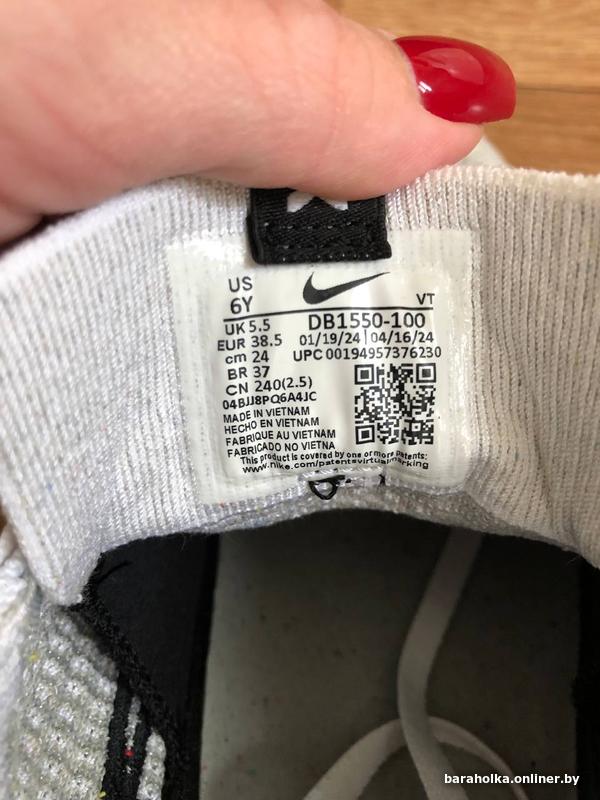 US
6Y
VT
UK 5.5
EUR 38.5
cm 24
BR 37
CN 240(2.5)
04BJJ8PQ6A4JC
DB1550-100
01/19/24 | 04/16/24
UPC 00194957376230
MADE IN VIETNAM
HECHO EN VIETNAM
FABRIQUE AU VIETNAM
FABRICADO NO VIETNA
This product is covered by one or more patents:
www.nike.com/patentsvirtualmarking
baraholka.onliner.by